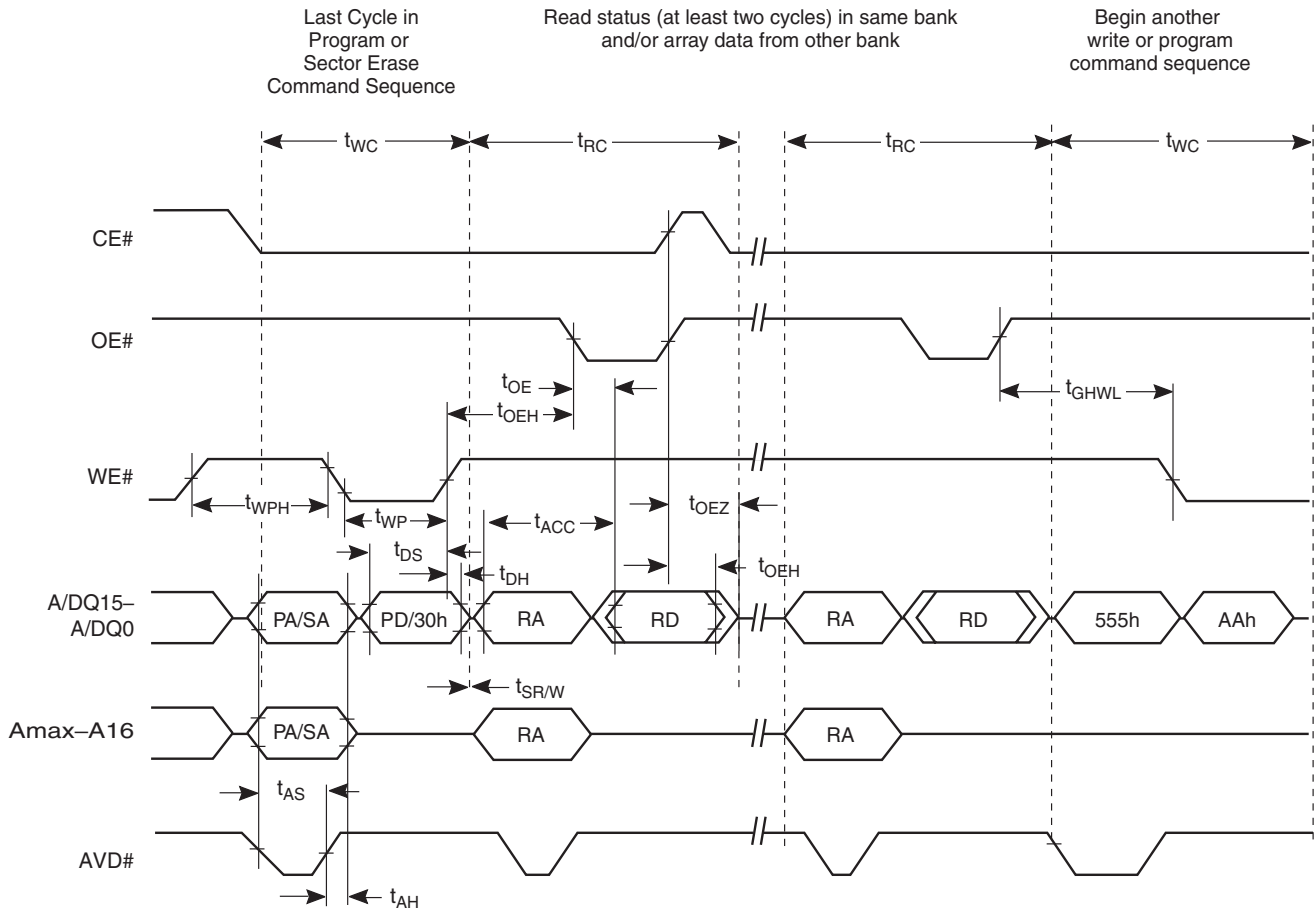 Last Cycle in
Program or
Sector Erase
Command Sequence
Read status (at least two cycles) in same bank
and/or array data from other bank
Begin another
write or program
command sequence
tWC
tRC
tRC
tWC
CE#
OE#
tOE
tOEH
tGHWL
WE#
tWPH
tWP
tACC
tOEZ
tDS
tDH
tOEH
A/DQ15–
A/DQ0
PA/SA
PD/30h
RA
RD
RA
RD
555h
AAh
tSR/W
Amax–A16
PA/SA
RA
RA
tAS
AVD#
tAH